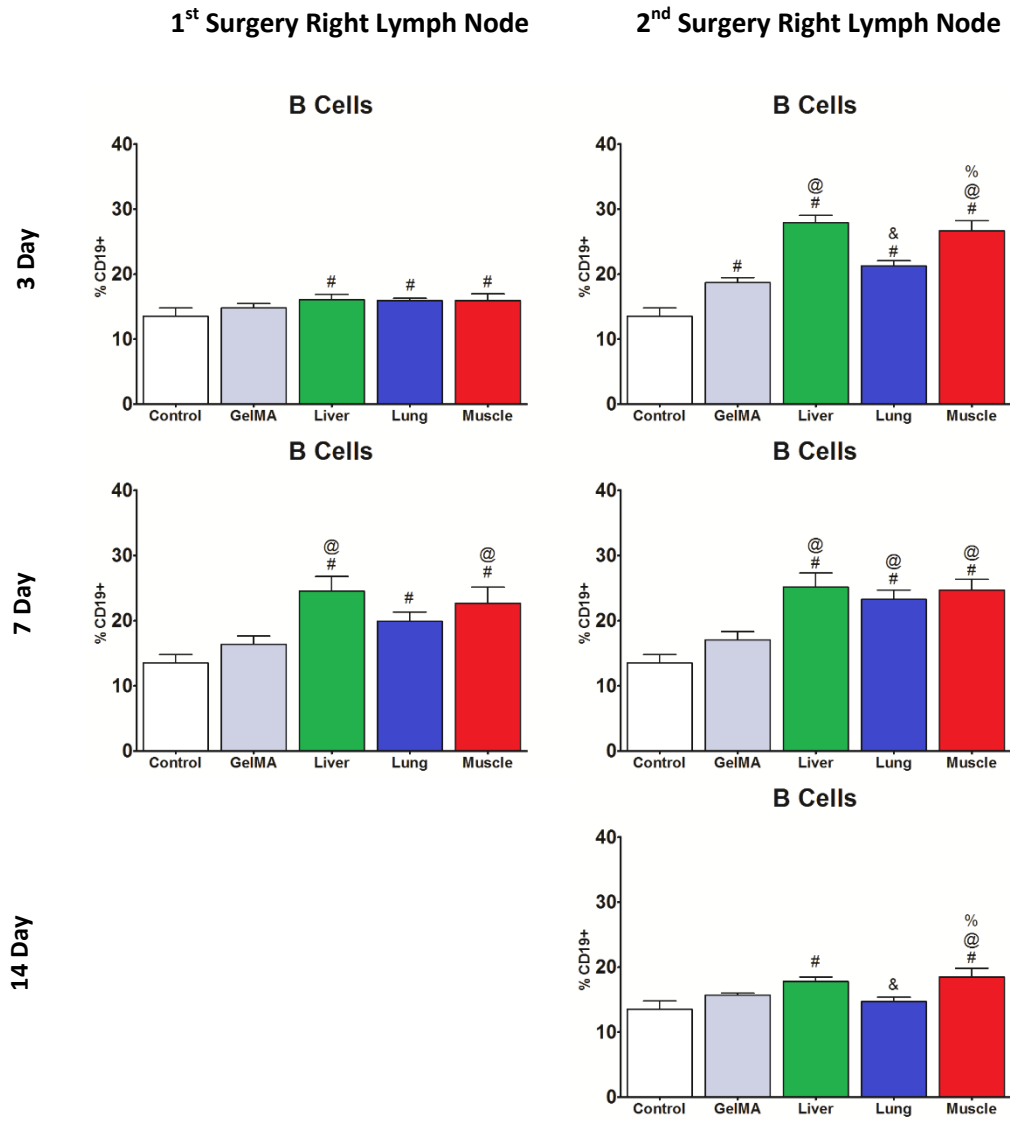 1st Surgery Right Lymph Node
2nd Surgery Right Lymph Node
3 Day
B Cells
% CD19+
40
30
20
10
0
#
#
#
Control GelMA Liver Lung Muscle
B Cells
% CD19+
40
30
20
10
0
#
@
#
&
#
%
@
#
Control GelMA Liver Lung Muscle
7 Day
B Cells
% CD19+
40
30
20
10
0
@
#
#
@
#
Control GelMA Liver Lung Muscle
B Cells
% CD19+
40
30
20
10
0
@
#
@
#
@
#
Control GelMA Liver Lung Muscle
14 Day
B Cells
% CD19+
40
30
20
10
0
#
&
%
@
#
Control GelMA Liver Lung Muscle